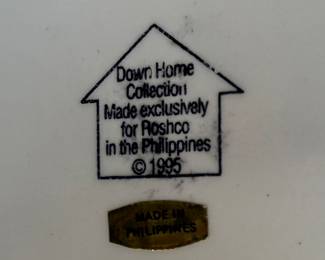 Down Home
Collection
Made exclusively
for Roshco
in the Philippines
© 1995
MADE IN
PHILIPPINES